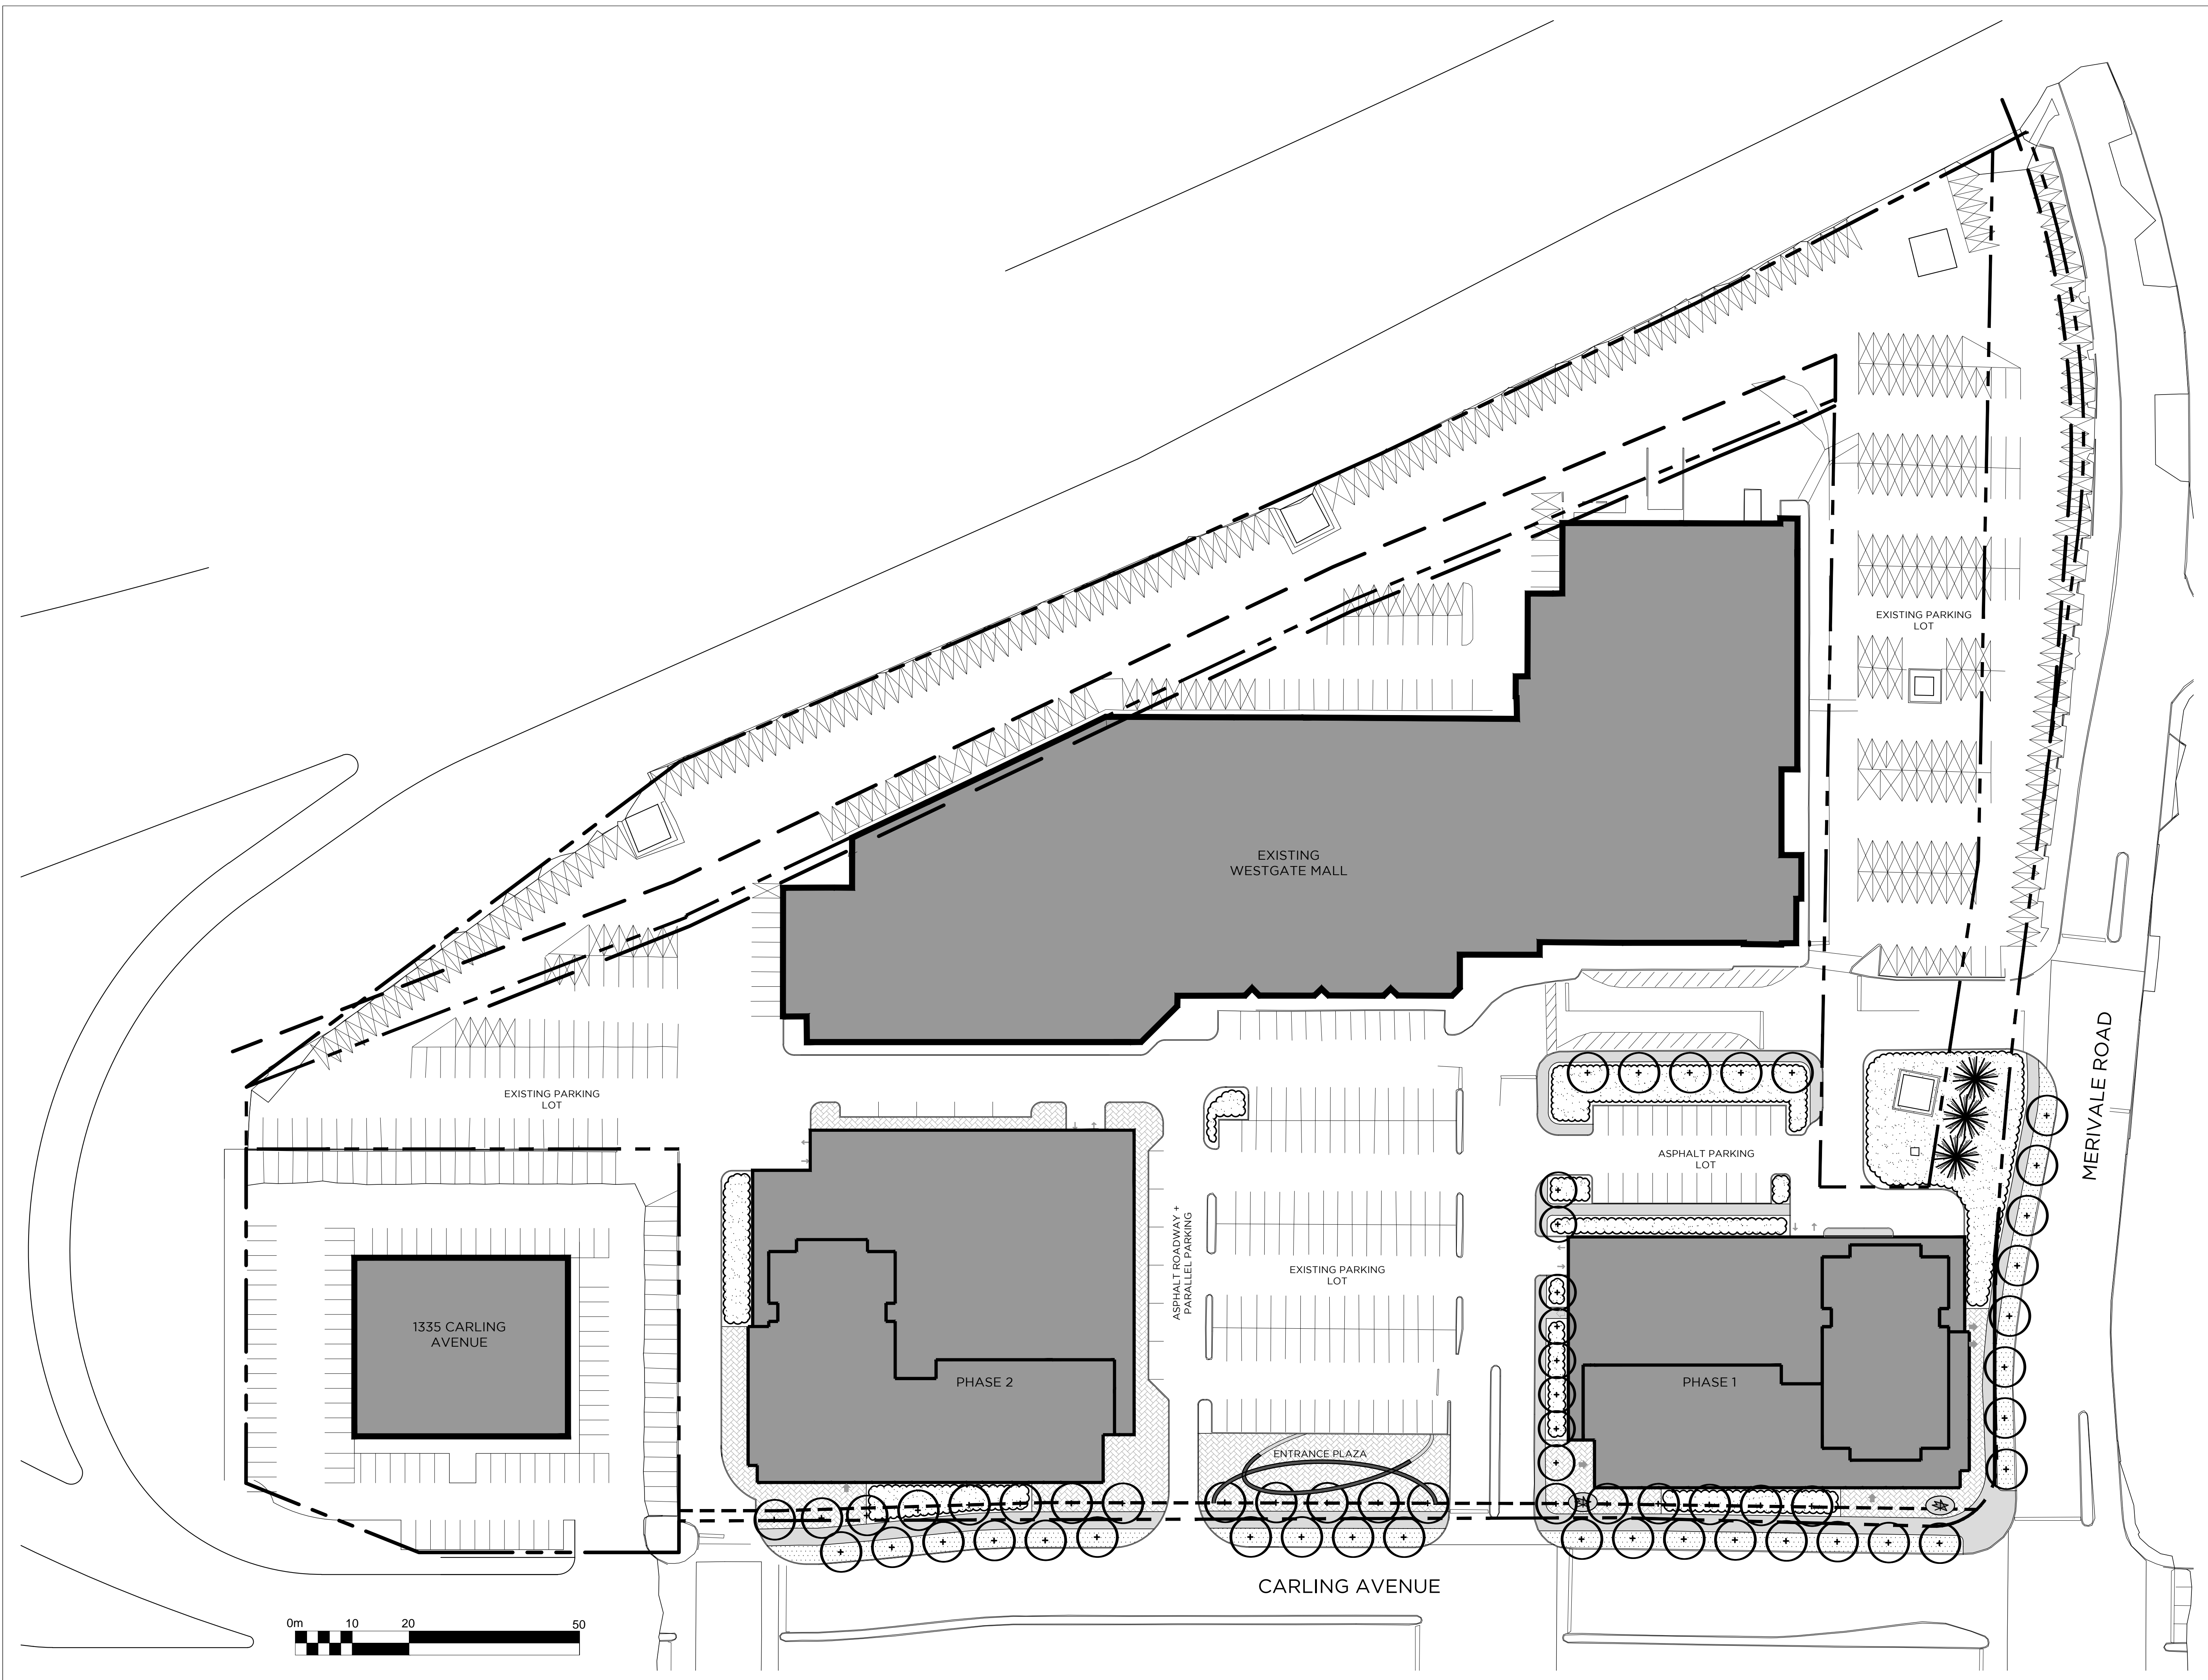 EXISTING PARKING
LOT
EXISTING
WESTGATE MALL
EXISTING PARKING
LOT
MERIVALE ROAD
ASPHALT PARKING
LOT
ASPHALT ROADWAY +
PARALLEL PARKING
EXISTING PARKING
LOT
1335 CARLING
AVENUE
PHASE 2
PHASE 1
ENTRANCE PLAZA
CARLING AVENUE
0m 10 20 50